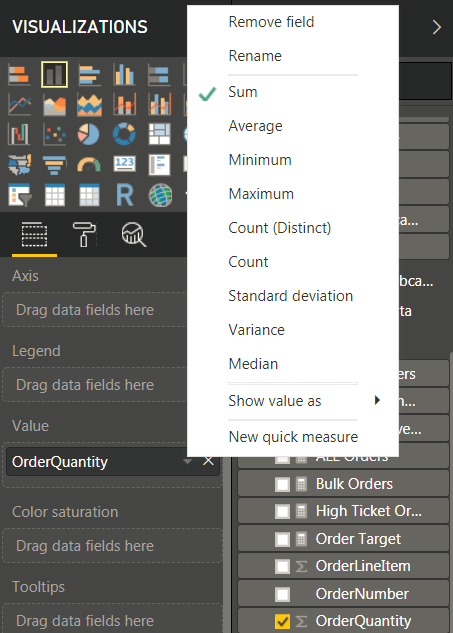 VISUALIZATIONS
123
R
Axis
Drag data fields here
Legend
Drag data fields here
Value
OrderQuantity
Color saturation
Drag data fields here
Tooltips
Drag data fields here
Remove field
Rename
Sum
Average
Minimum
Maximum
Count (Distinct)
Count
Standard deviation
Variance
Median
Show value as
New quick measure
ALL Orders
Bulk Orders
High Ticket Or...
Order Target
OrderLineItem
OrderNumber
OrderQuantity